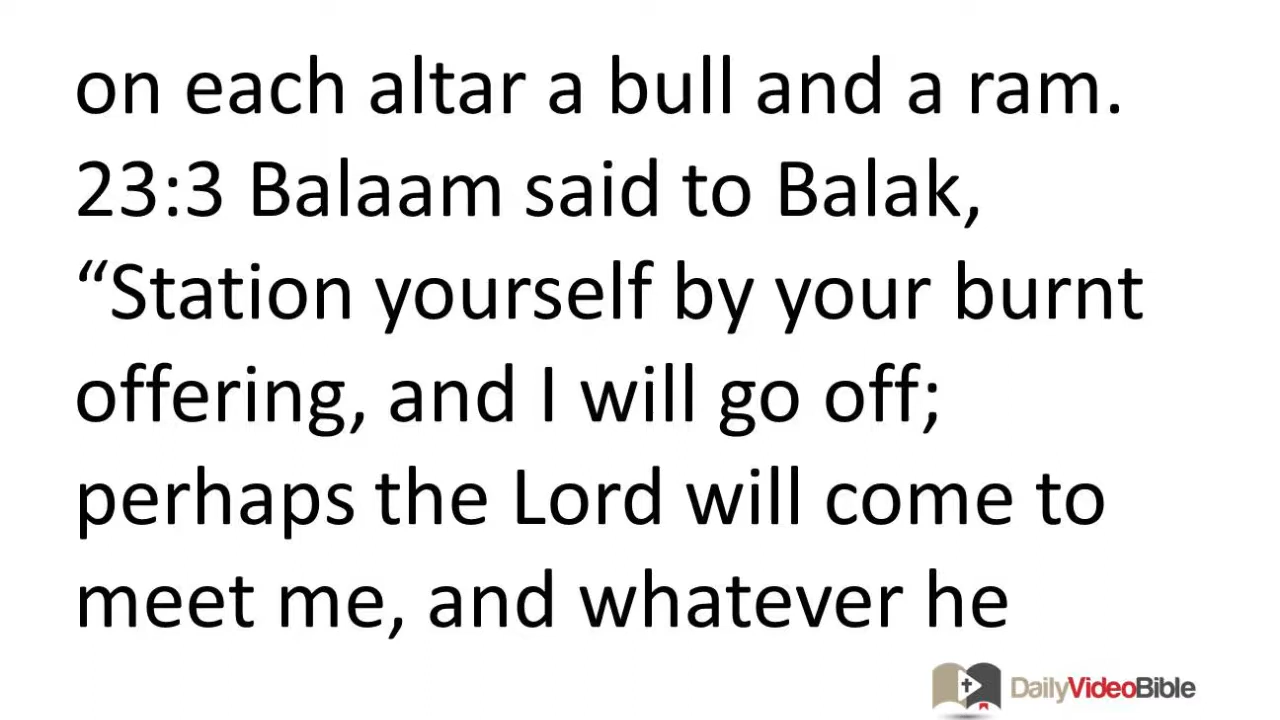 on each altar a bull and a ram.
23:3 Balaam said to Balak,
“Station yourself by your burnt
offering, and I will go off;
perhaps the Lord will come to
meet me, and whatever he
DailyVideoBible